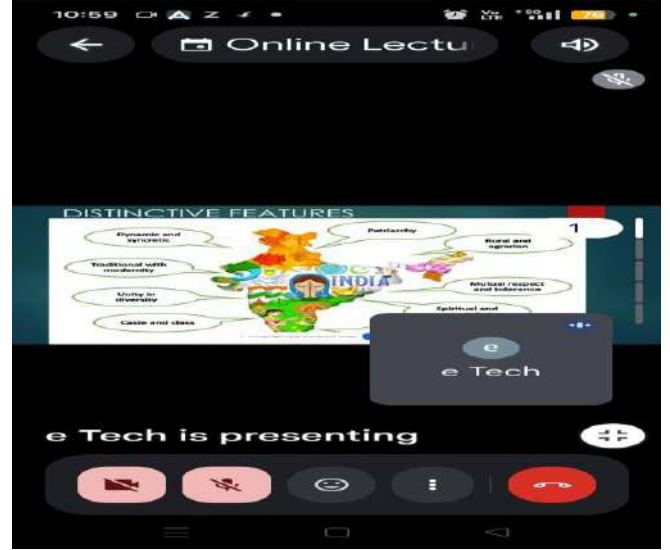 10:59
Online Lectu
DISTINCTIVE FEATURES
1
Dynamic and
syncretic
Patriarchy
Rural and
agrarian
Traditional with
modernity
INDIA
Unity in
diversity
Mutual respect
and tolerance
Caste and class
Spiritual and
e
e Tech
e Tech is presenting